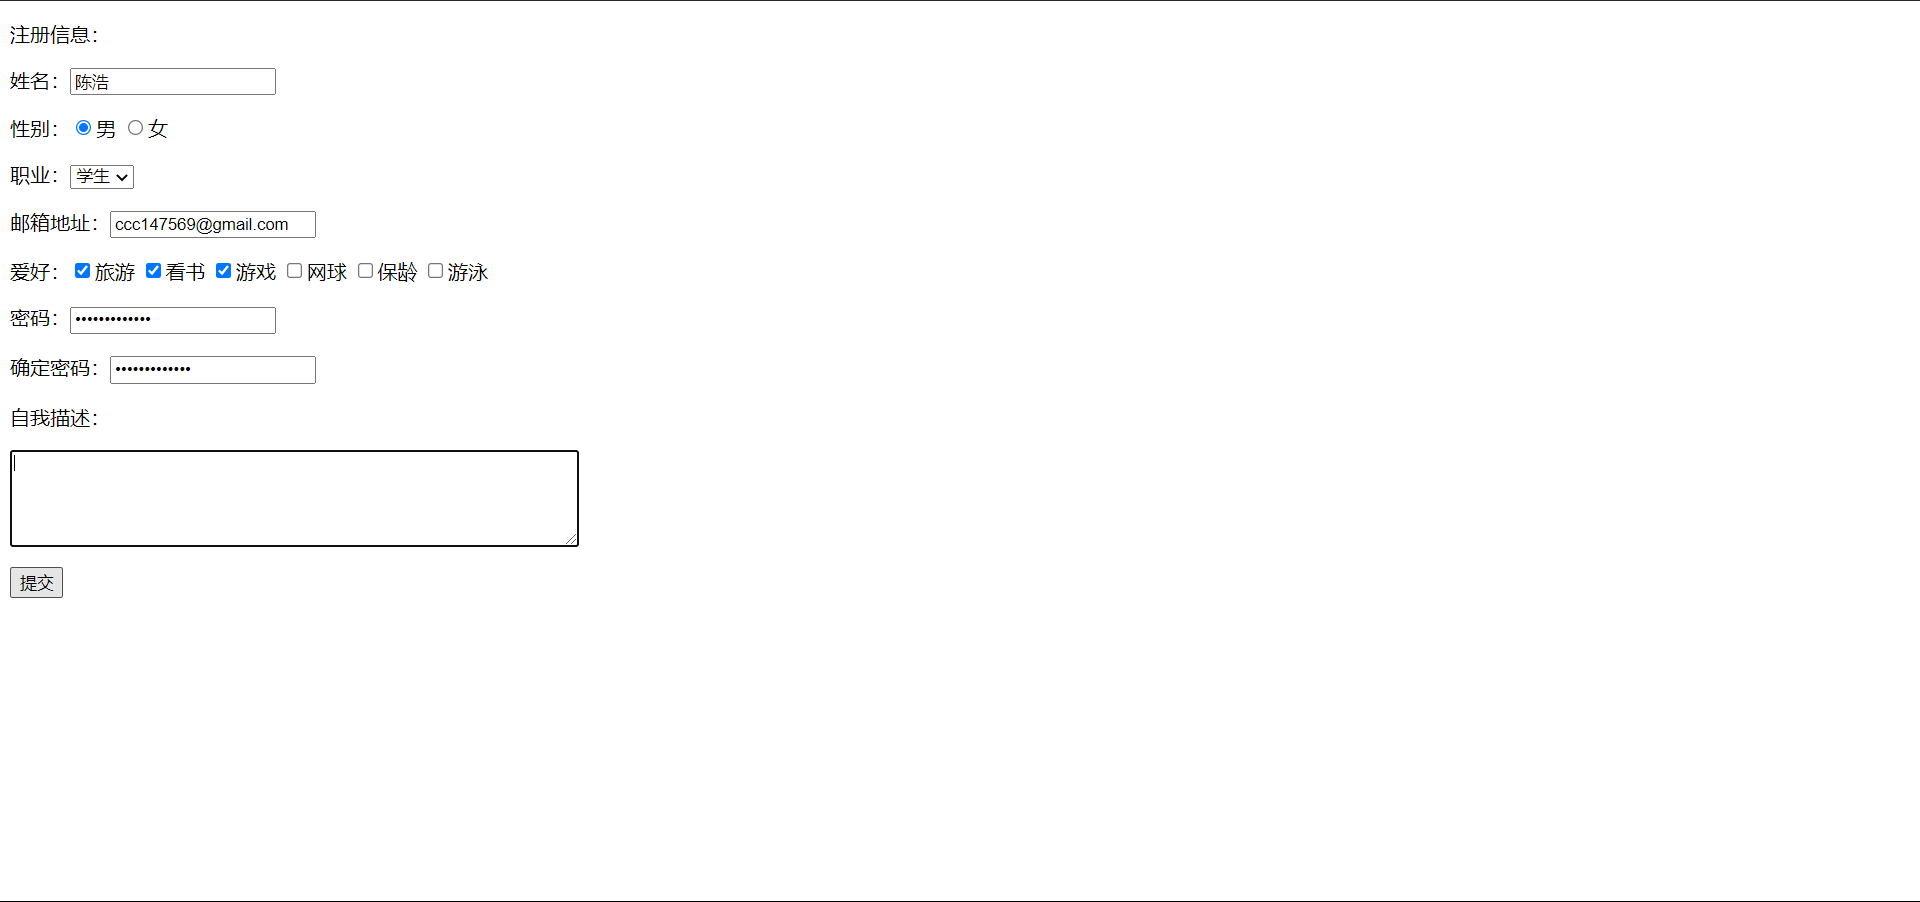 注册信息：
姓名：陈浩
性别：男 女
职业：学生
邮箱地址：ccc147569@gmail.com
爱好：旅游 看书 游戏 网球 保龄 游泳
密码：•••••••••••••
确定密码：•••••••••••••
自我描述：
提交